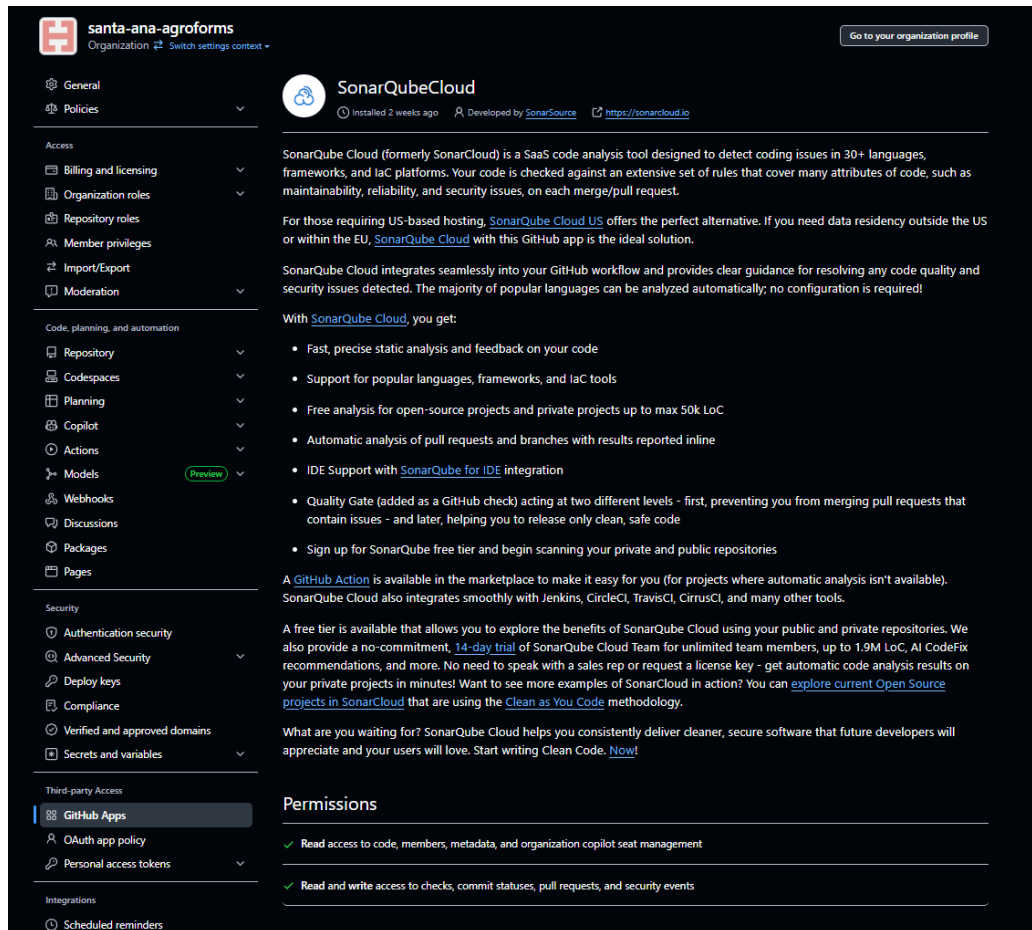 santa-ana-agroforms
Organization Switch settings context
Go to your organization profile
General
Policies
Access
Billing and licensing
Organization roles
Repository roles
Member privileges
Import/Export
Moderation
Code, planning, and automation
Repository
Codespaces
Planning
Copilot
Actions
Models Preview
Webhooks
Discussions
Packages
Pages
Security
Authentication security
Advanced Security
Deploy keys
Compliance
Verified and approved domains
Secrets and variables
Third-party Access
GitHub Apps
OAuth app policy
Personal access tokens
Integrations
Scheduled reminders
SonarQubeCloud
Installed 2 weeks ago Developed by SonarSource https://sonarcloud.io
SonarQube Cloud (formerly SonarCloud) is a SaaS code analysis tool designed to detect coding issues in 30+ languages,
frameworks, and IaC platforms. Your code is checked against an extensive set of rules that cover many attributes of code, such as
maintainability, reliability, and security issues, on each merge/pull request.
For those requiring US-based hosting, SonarQube Cloud US offers the perfect alternative. If you need data residency outside the US
or within the EU, SonarQube Cloud with this GitHub app is the ideal solution.
SonarQube Cloud integrates seamlessly into your GitHub workflow and provides clear guidance for resolving any code quality and
security issues detected. The majority of popular languages can be analyzed automatically; no configuration is required!
With SonarQube Cloud, you get:
• Fast, precise static analysis and feedback on your code
• Support for popular languages, frameworks, and IaC tools
• Free analysis for open-source projects and private projects up to max 50k LoC
• Automatic analysis of pull requests and branches with results reported inline
• IDE Support with SonarQube for IDE integration
• Quality Gate (added as a GitHub check) acting at two different levels - first, preventing you from merging pull requests that
contain issues - and later, helping you to release only clean, safe code
• Sign up for SonarQube free tier and begin scanning your private and public repositories
A GitHub Action is available in the marketplace to make it easy for you (for projects where automatic analysis isn't available).
SonarQube Cloud also integrates smoothly with Jenkins, CircleCI, TravisCI, CirrusCI, and many other tools.
A free tier is available that allows you to explore the benefits of SonarQube Cloud using your public and private repositories. We
also provide a no-commitment, 14-day trial of SonarQube Cloud Team for unlimited team members, up to 1.9M LoC, AI CodeFix
recommendations, and more. No need to speak with a sales rep or request a license key - get automatic code analysis results on
your private projects in minutes! Want to see more examples of SonarCloud in action? You can explore current Open Source
projects in SonarCloud that are using the Clean as You Code methodology.
What are you waiting for? SonarQube Cloud helps you consistently deliver cleaner, secure software that future developers will
appreciate and your users will love. Start writing Clean Code. Now!
Permissions
Read access to code, members, metadata, and organization copilot seat management
Read and write access to checks, commit statuses, pull requests, and security events